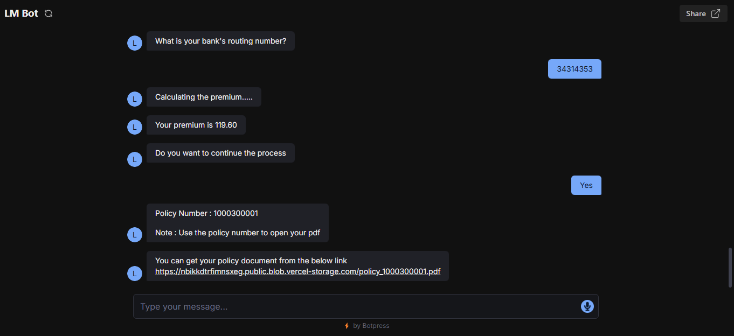 LM Bot
Share
L
What is your bank's routing number?
34314353
L
Calculating the premium.....
L
Your premium is 119.60
L
Do you want to continue the process
Yes
Policy Number : 1000300001
Note : Use the policy number to open your pdf
L
You can get your policy document from the below link
https://nbikkdtrfimnsxeg.public.blob.vercel-storage.com/policy_1000300001.pdf
L
Type your message...
by Botpress